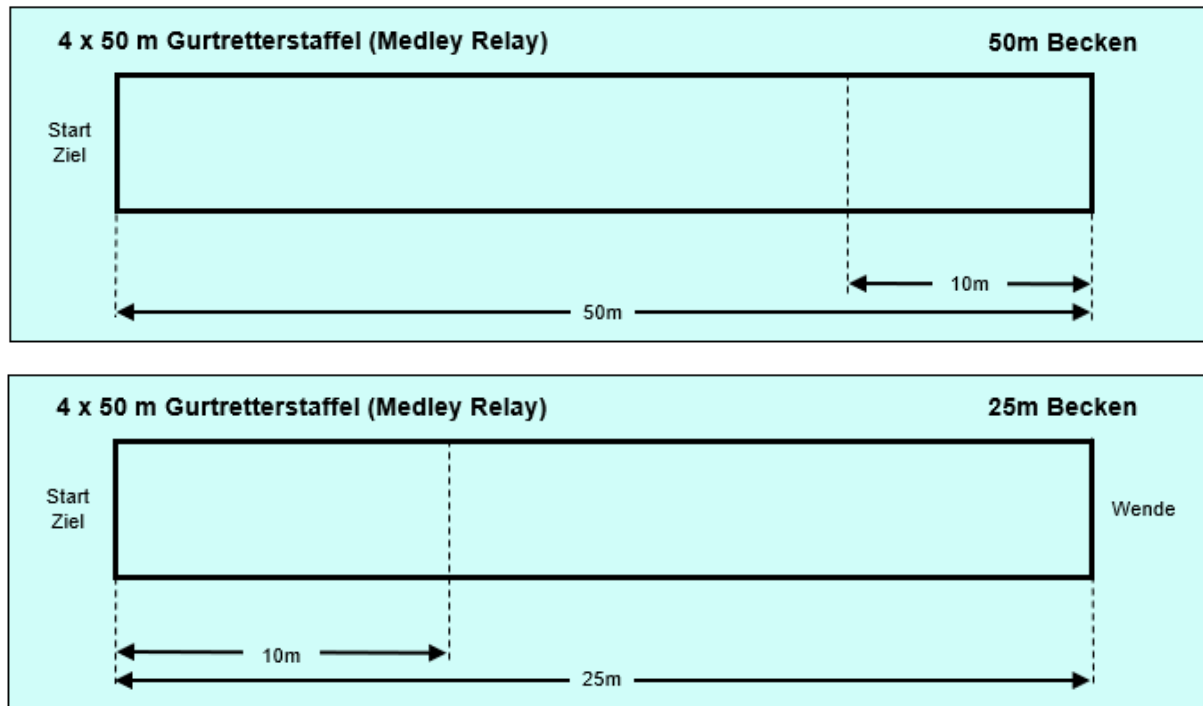 4 x 50 m Gurtretterstaffel (Medley Relay)
50m Becken
Start
Ziel
10m
50m
4 x 50 m Gurtretterstaffel (Medley Relay)
25m Becken
Start
Ziel
Wende
10m
25m